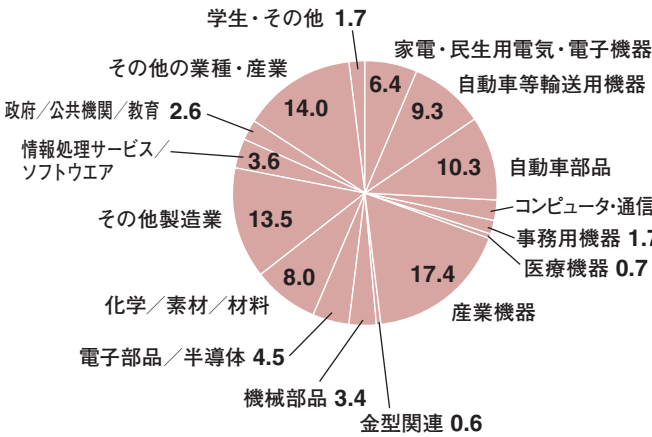 学生・その他 1.7
家電・民生用電気・電子機器
6.4
自動車等輸送用機器
9.3
自動車部品
10.3
コンピュータ・通信
事務用機器 1.7
医療機器 0.7
産業機器
17.4
金型関連 0.6
機械部品 3.4
電子部品／半導体 4.5
化学／素材／材料
8.0
その他製造業
13.5
情報処理サービス／
ソフトウエア
3.6
政府／公共機関／教育 2.6
その他の業種・産業
14.0